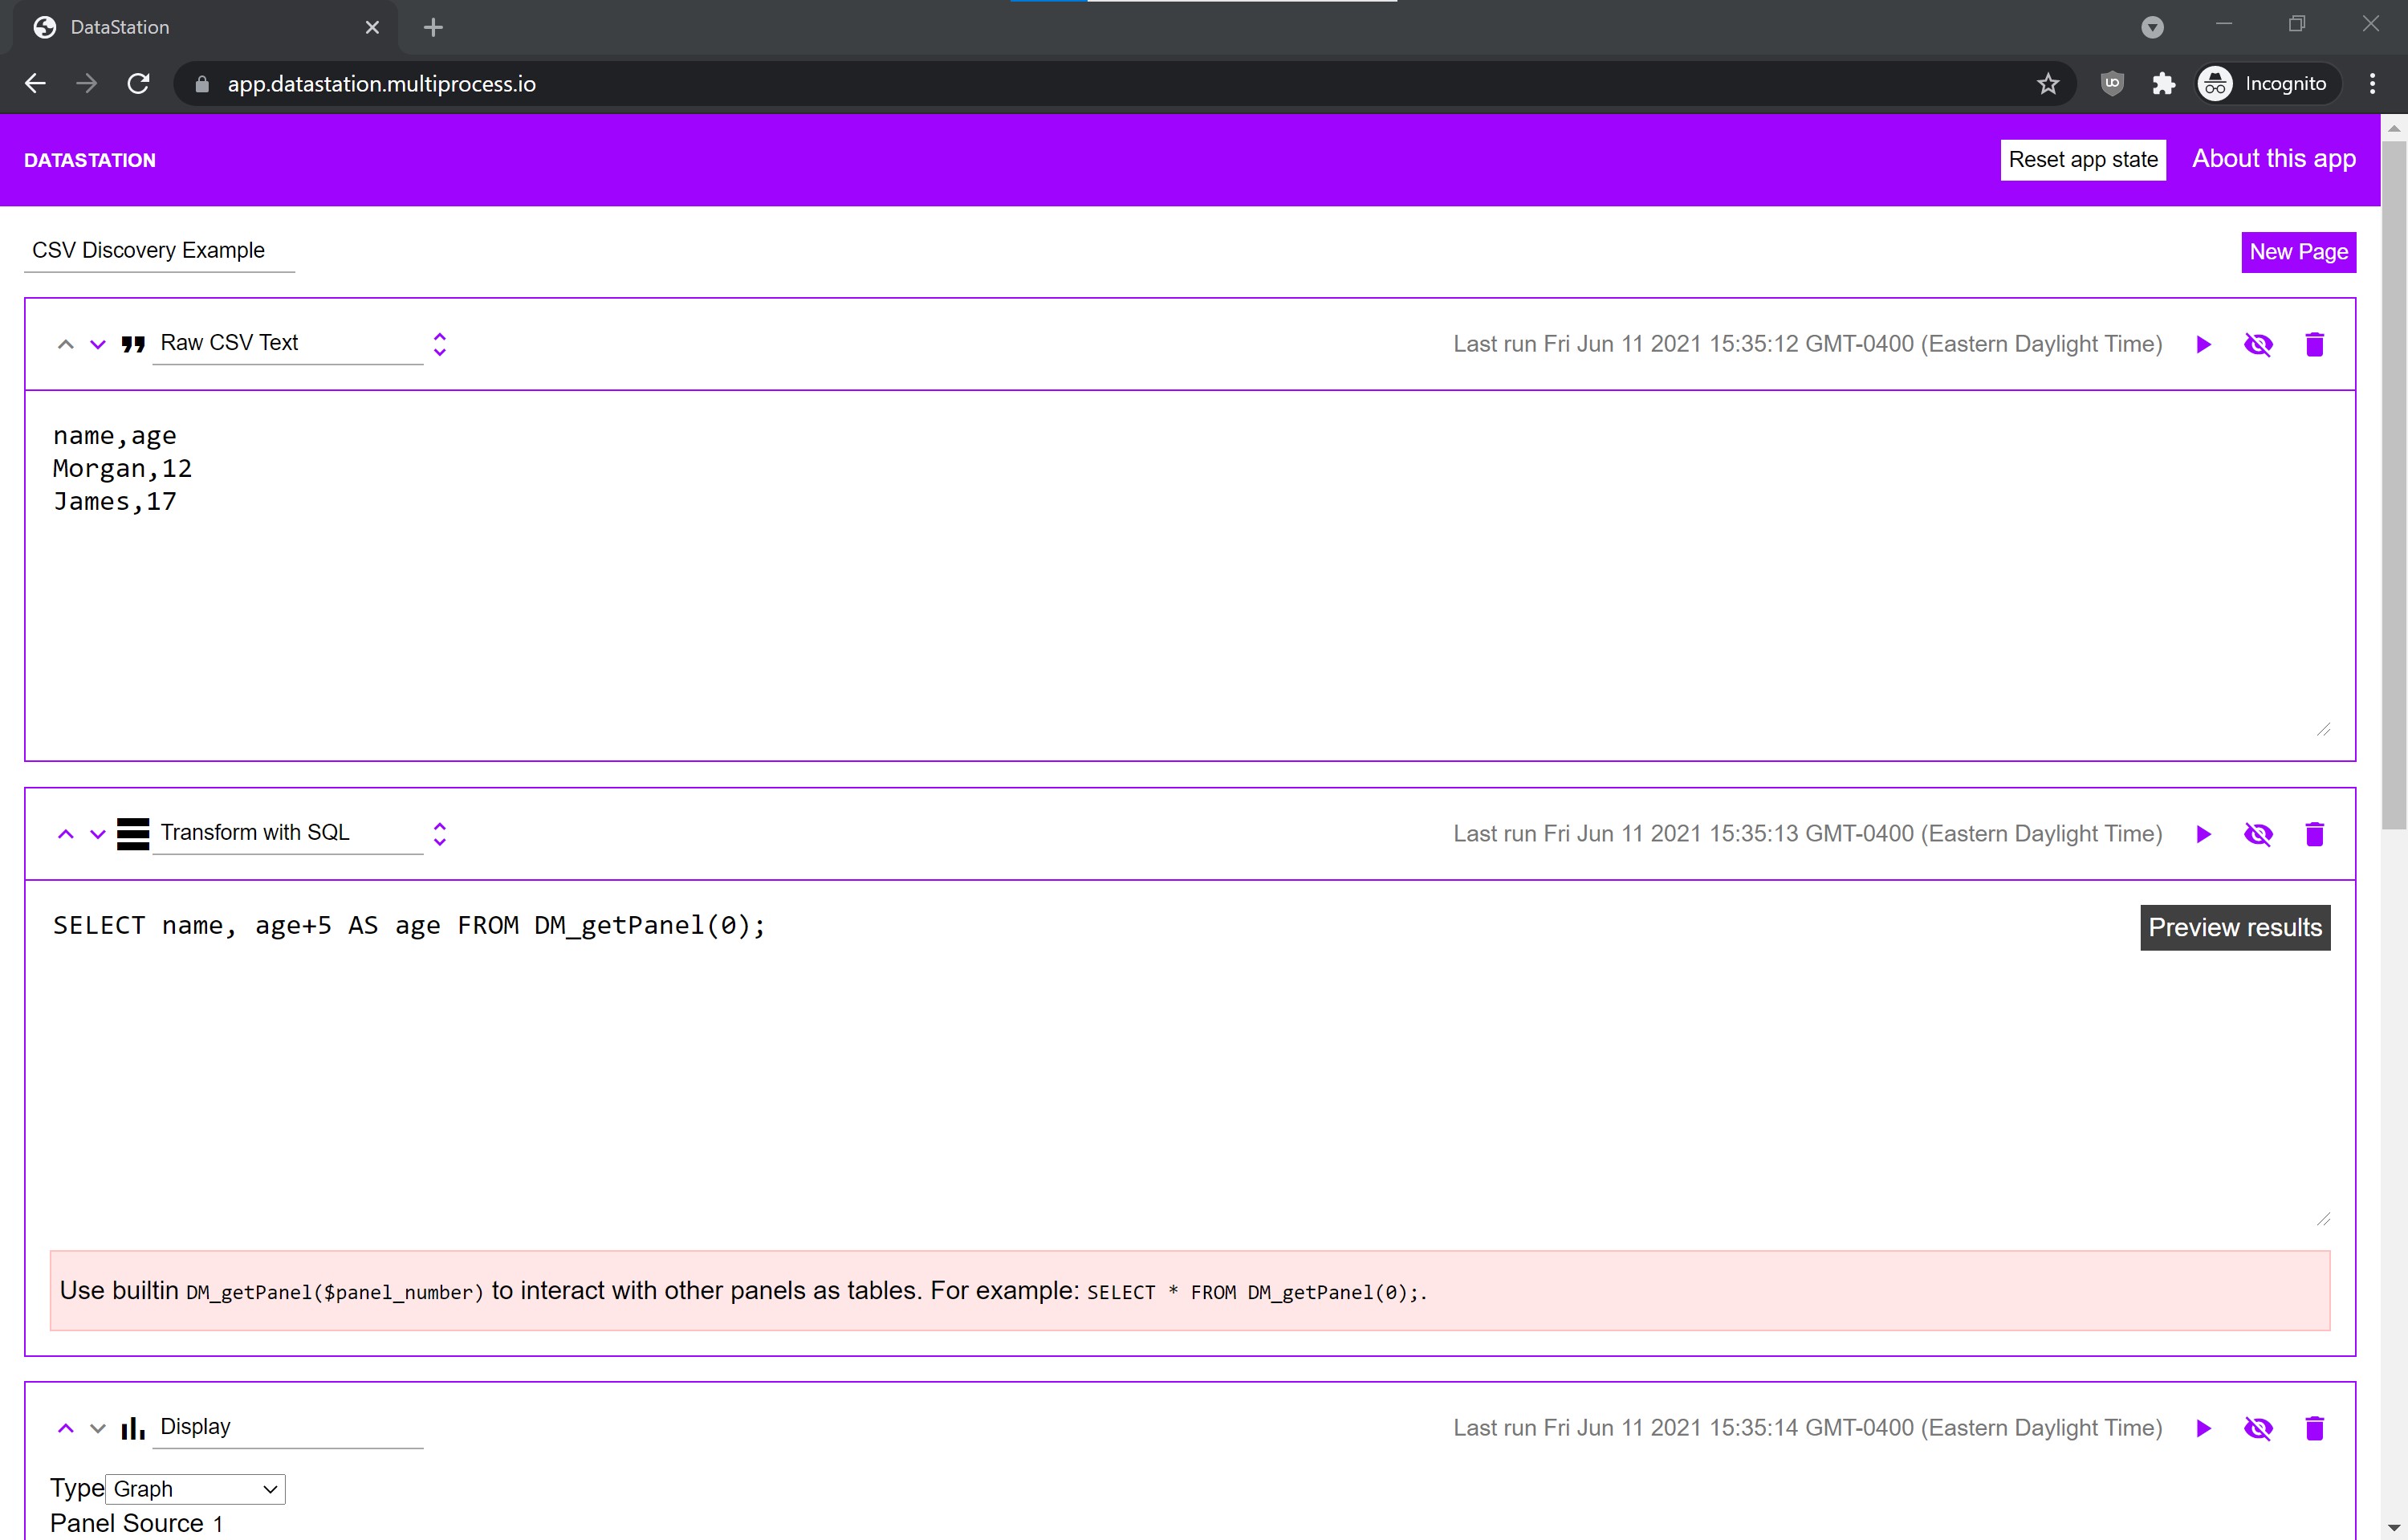 DataStation
app.datastation.multiprocess.io
Incognito
DATASTATION
Reset app state
About this app
CSV Discovery Example
New Page
Raw CSV Text
Last run Fri Jun 11 2021 15:35:12 GMT-0400 (Eastern Daylight Time)
name,age
Morgan,12
James,17
Transform with SQL
Last run Fri Jun 11 2021 15:35:13 GMT-0400 (Eastern Daylight Time)
SELECT name, age+5 AS age FROM DM_getPanel(0);
Preview results
Use builtin DM_getPanel($panel_number) to interact with other panels as tables. For example: SELECT * FROM DM_getPanel(0);.
Display
Last run Fri Jun 11 2021 15:35:14 GMT-0400 (Eastern Daylight Time)
Type Graph
Panel Source 1